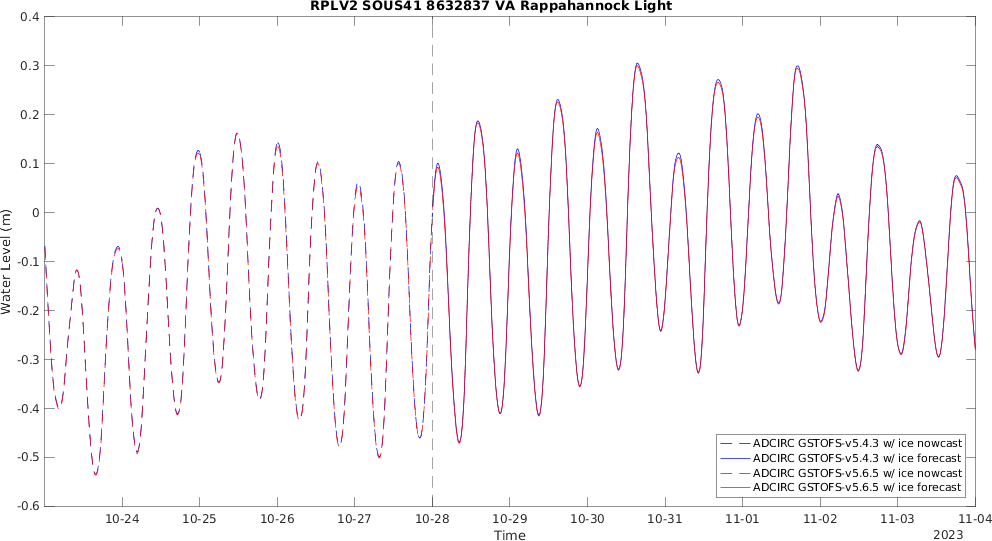 RPLV2 SOUS41 8632837 VA Rappahannock Light
0.4
0.3
0.2
0.1
0
-0.1
-0.2
-0.3
-0.4
-0.5
-0.6
Water Level (m)
ADCIRC GSTOFS-v5.4.3 w/ ice nowcast
ADCIRC GSTOFS-v5.4.3 w/ ice forecast
ADCIRC GSTOFS-v5.6.5 w/ ice nowcast
ADCIRC GSTOFS-v5.6.5 w/ ice forecast
10-24 10-25 10-26 10-27 10-28 10-29 10-30 10-31 11-01 11-02 11-03 11-04
Time
2023